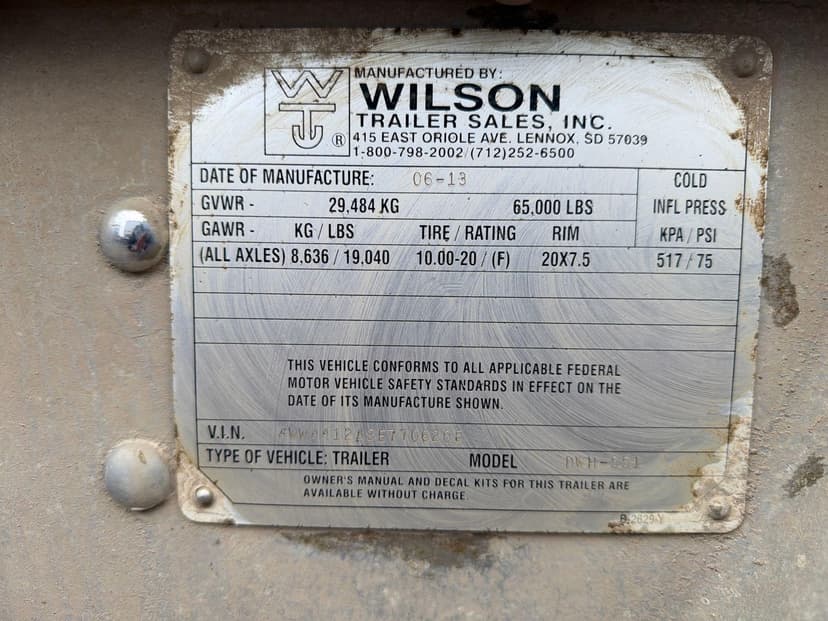 WTJ ®
MANUFACTURED BY:
WILSON
TRAILER SALES, INC.
415 EAST ORIOLE AVE. LENNOX, SD 57039
1-800-798-2002/(712)252-6500
DATE OF MANUFACTURE: 06-13
COLD
GVWR - 29,484 KG 65,000 LBS INFL PRESS
GAWR - KG / LBS TIRE / RATING RIM KPA / PSI
(ALL AXLES) 8.636 / 19.040 10.00-20 / (F) 20X7.5 517 / 75
THIS VEHICLE CONFORMS TO ALL APPLICABLE FEDERAL
MOTOR VEHICLE SAFETY STANDARDS IN EFFECT ON THE
DATE OF ITS MANUFACTURE SHOWN.
V.I.N.
TYPE OF VEHICLE: TRAILER MODEL
OWNER'S MANUAL AND DECAL KITS FOR THIS TRAILER ARE
AVAILABLE WITHOUT CHARGE